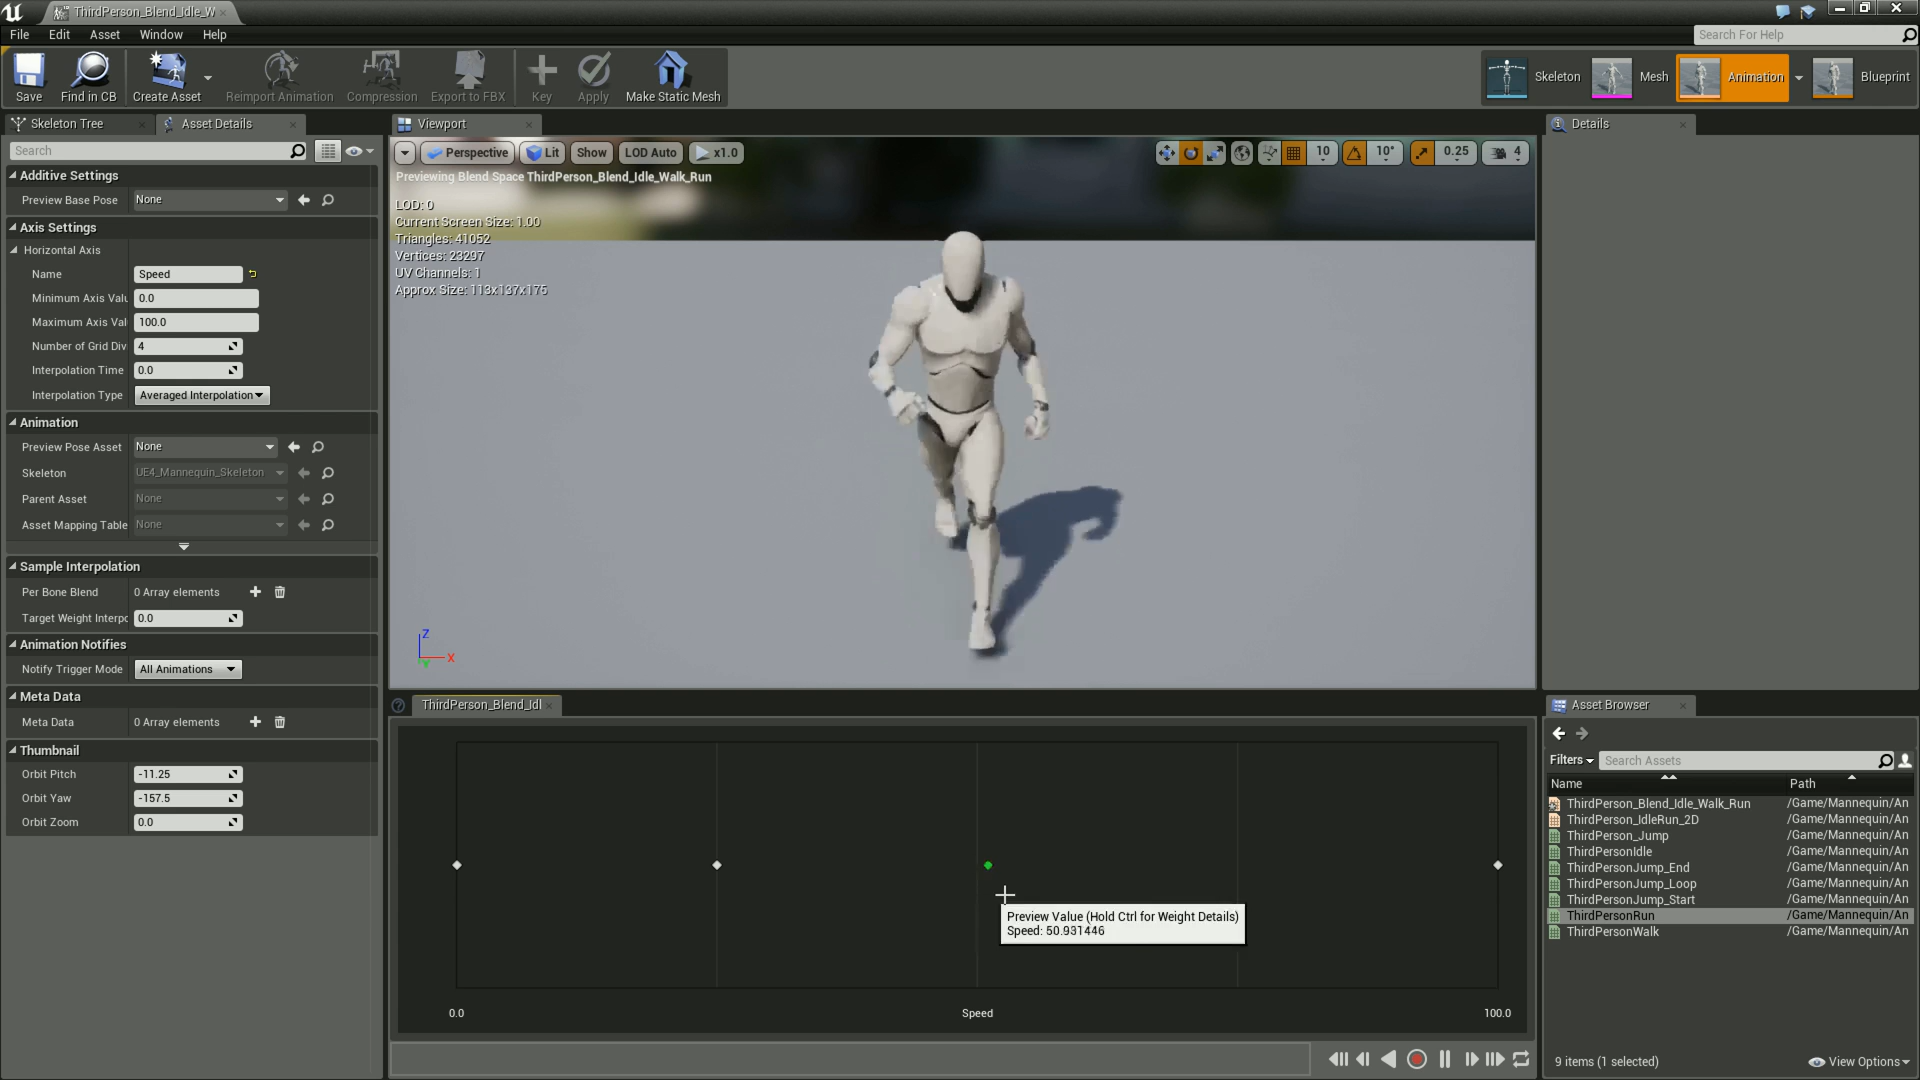 ThirdPerson_Blend_Idle_W
File Edit Asset Window Help
Search For Help
Save Find in CB Create Asset Reimport Animation Compression Export to FBX Key Apply Make Static Mesh
Skeleton Mesh Animation Blueprint
Skeleton Tree Asset Details
Viewport
Details
Search
Perspective Lit Show LOD Auto x1.0
10 10° 0.25 4
Previewing Blend Space ThirdPerson_Blend_Idle_Walk_Run
LOD: 0
Current Screen Size: 1.00
Triangles: 41052
Vertices: 23297
UV Channels: 1
Approx Size: 113x137x175
Z
X
Y
Additive Settings
Preview Base Pose None
Axis Settings
Horizontal Axis
Name Speed
Minimum Axis Valu 0.0
Maximum Axis Val 100.0
Number of Grid Div 4
Interpolation Time 0.0
Interpolation Type Averaged Interpolation
Animation
Preview Pose Asset None
Skeleton UE4_Mannequin_Skeleton
Parent Asset None
Asset Mapping Table None
Sample Interpolation
Per Bone Blend 0 Array elements
Target Weight Interpo 0.0
Animation Notifies
Notify Trigger Mode All Animations
Meta Data
Meta Data 0 Array elements
Thumbnail
Orbit Pitch -11.25
Orbit Yaw -157.5
Orbit Zoom 0.0
ThirdPerson_Blend_Idl
Preview Value (Hold Ctrl for Weight Details)
Speed: 50.931446
0.0 Speed 100.0
Asset Browser
Filters Search Assets
Name Path
ThirdPerson_Blend_Idle_Walk_Run /Game/Mannequin/An
ThirdPerson_IdleRun_2D /Game/Mannequin/An
ThirdPerson_Jump /Game/Mannequin/An
ThirdPersonIdle /Game/Mannequin/An
ThirdPersonJump_End /Game/Mannequin/An
ThirdPersonJump_Loop /Game/Mannequin/An
ThirdPersonJump_Start /Game/Mannequin/An
ThirdPersonRun /Game/Mannequin/An
ThirdPersonWalk /Game/Mannequin/An
9 items (1 selected) View Options